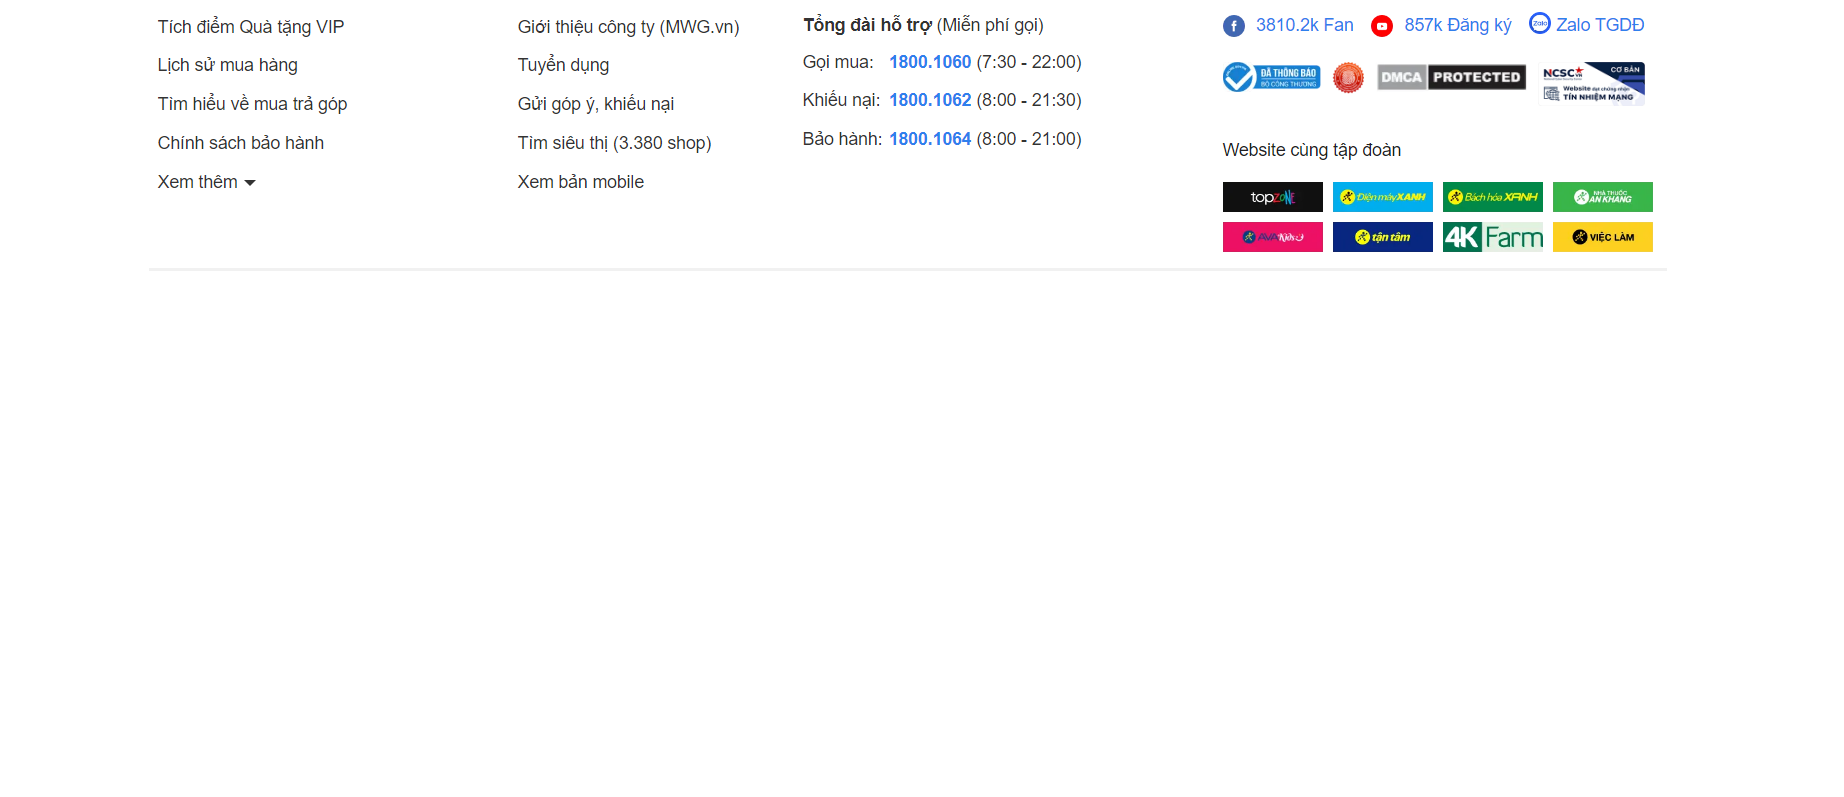 Tích điểm Quà tặng VIP
Lịch sử mua hàng
Tìm hiểu về mua trả góp
Chính sách bảo hành
Xem thêm
Giới thiệu công ty (MWG.vn)
Tuyển dụng
Gửi góp ý, khiếu nại
Tìm siêu thị (3.380 shop)
Xem bản mobile
Tổng đài hỗ trợ (Miễn phí gọi)
Gọi mua: 1800.1060 (7:30 - 22:00)
Khiếu nại: 1800.1062 (8:00 - 21:30)
Bảo hành: 1800.1064 (8:00 - 21:00)
3810.2k Fan 857k Đăng ký Zalo Zalo TGDĐ
ĐÃ THÔNG BÁO
BỘ CÔNG THƯƠNG
DMCA PROTECTED
NCSC CƠ BẢN
Website đạt chứng nhận
TÍN NHIỆM MẠNG
Website cùng tập đoàn
topzone Điện máy XANH Bách hóa XANH NHÀ THUỐC AN KHANG
AVAKids tận tâm 4K Farm VIỆC LÀM